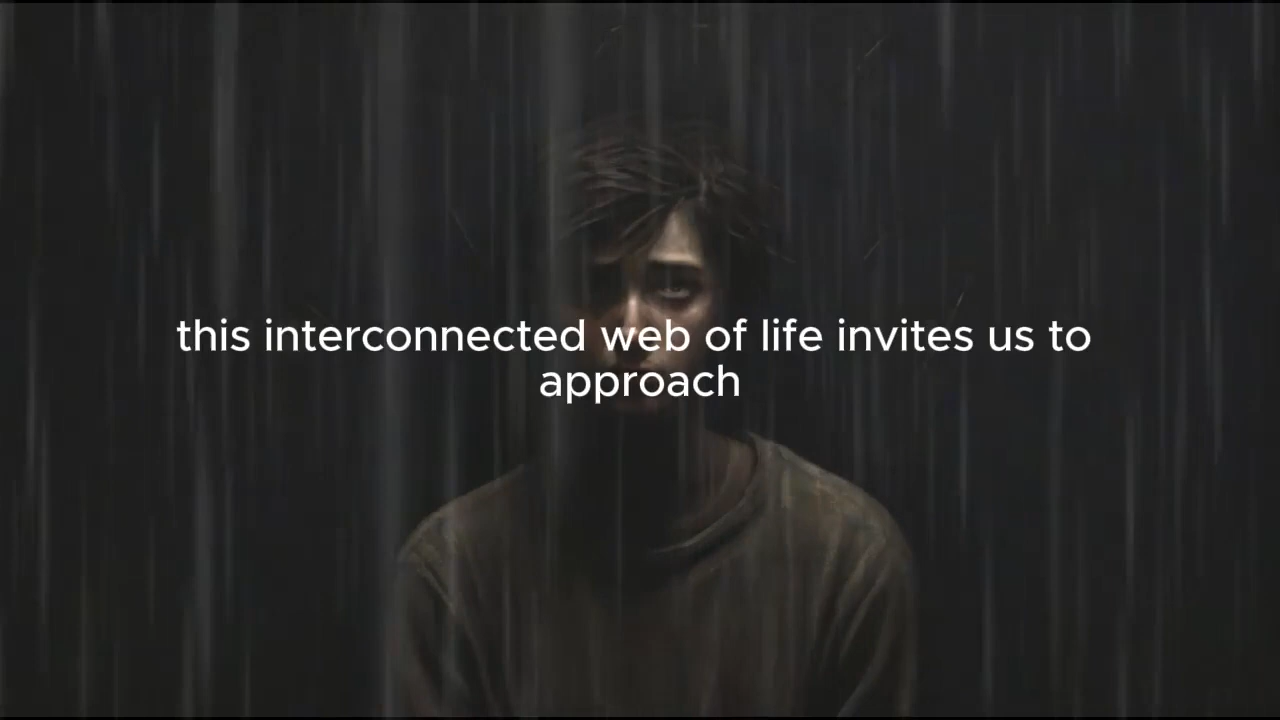 this interconnected web of life invites us to
approach